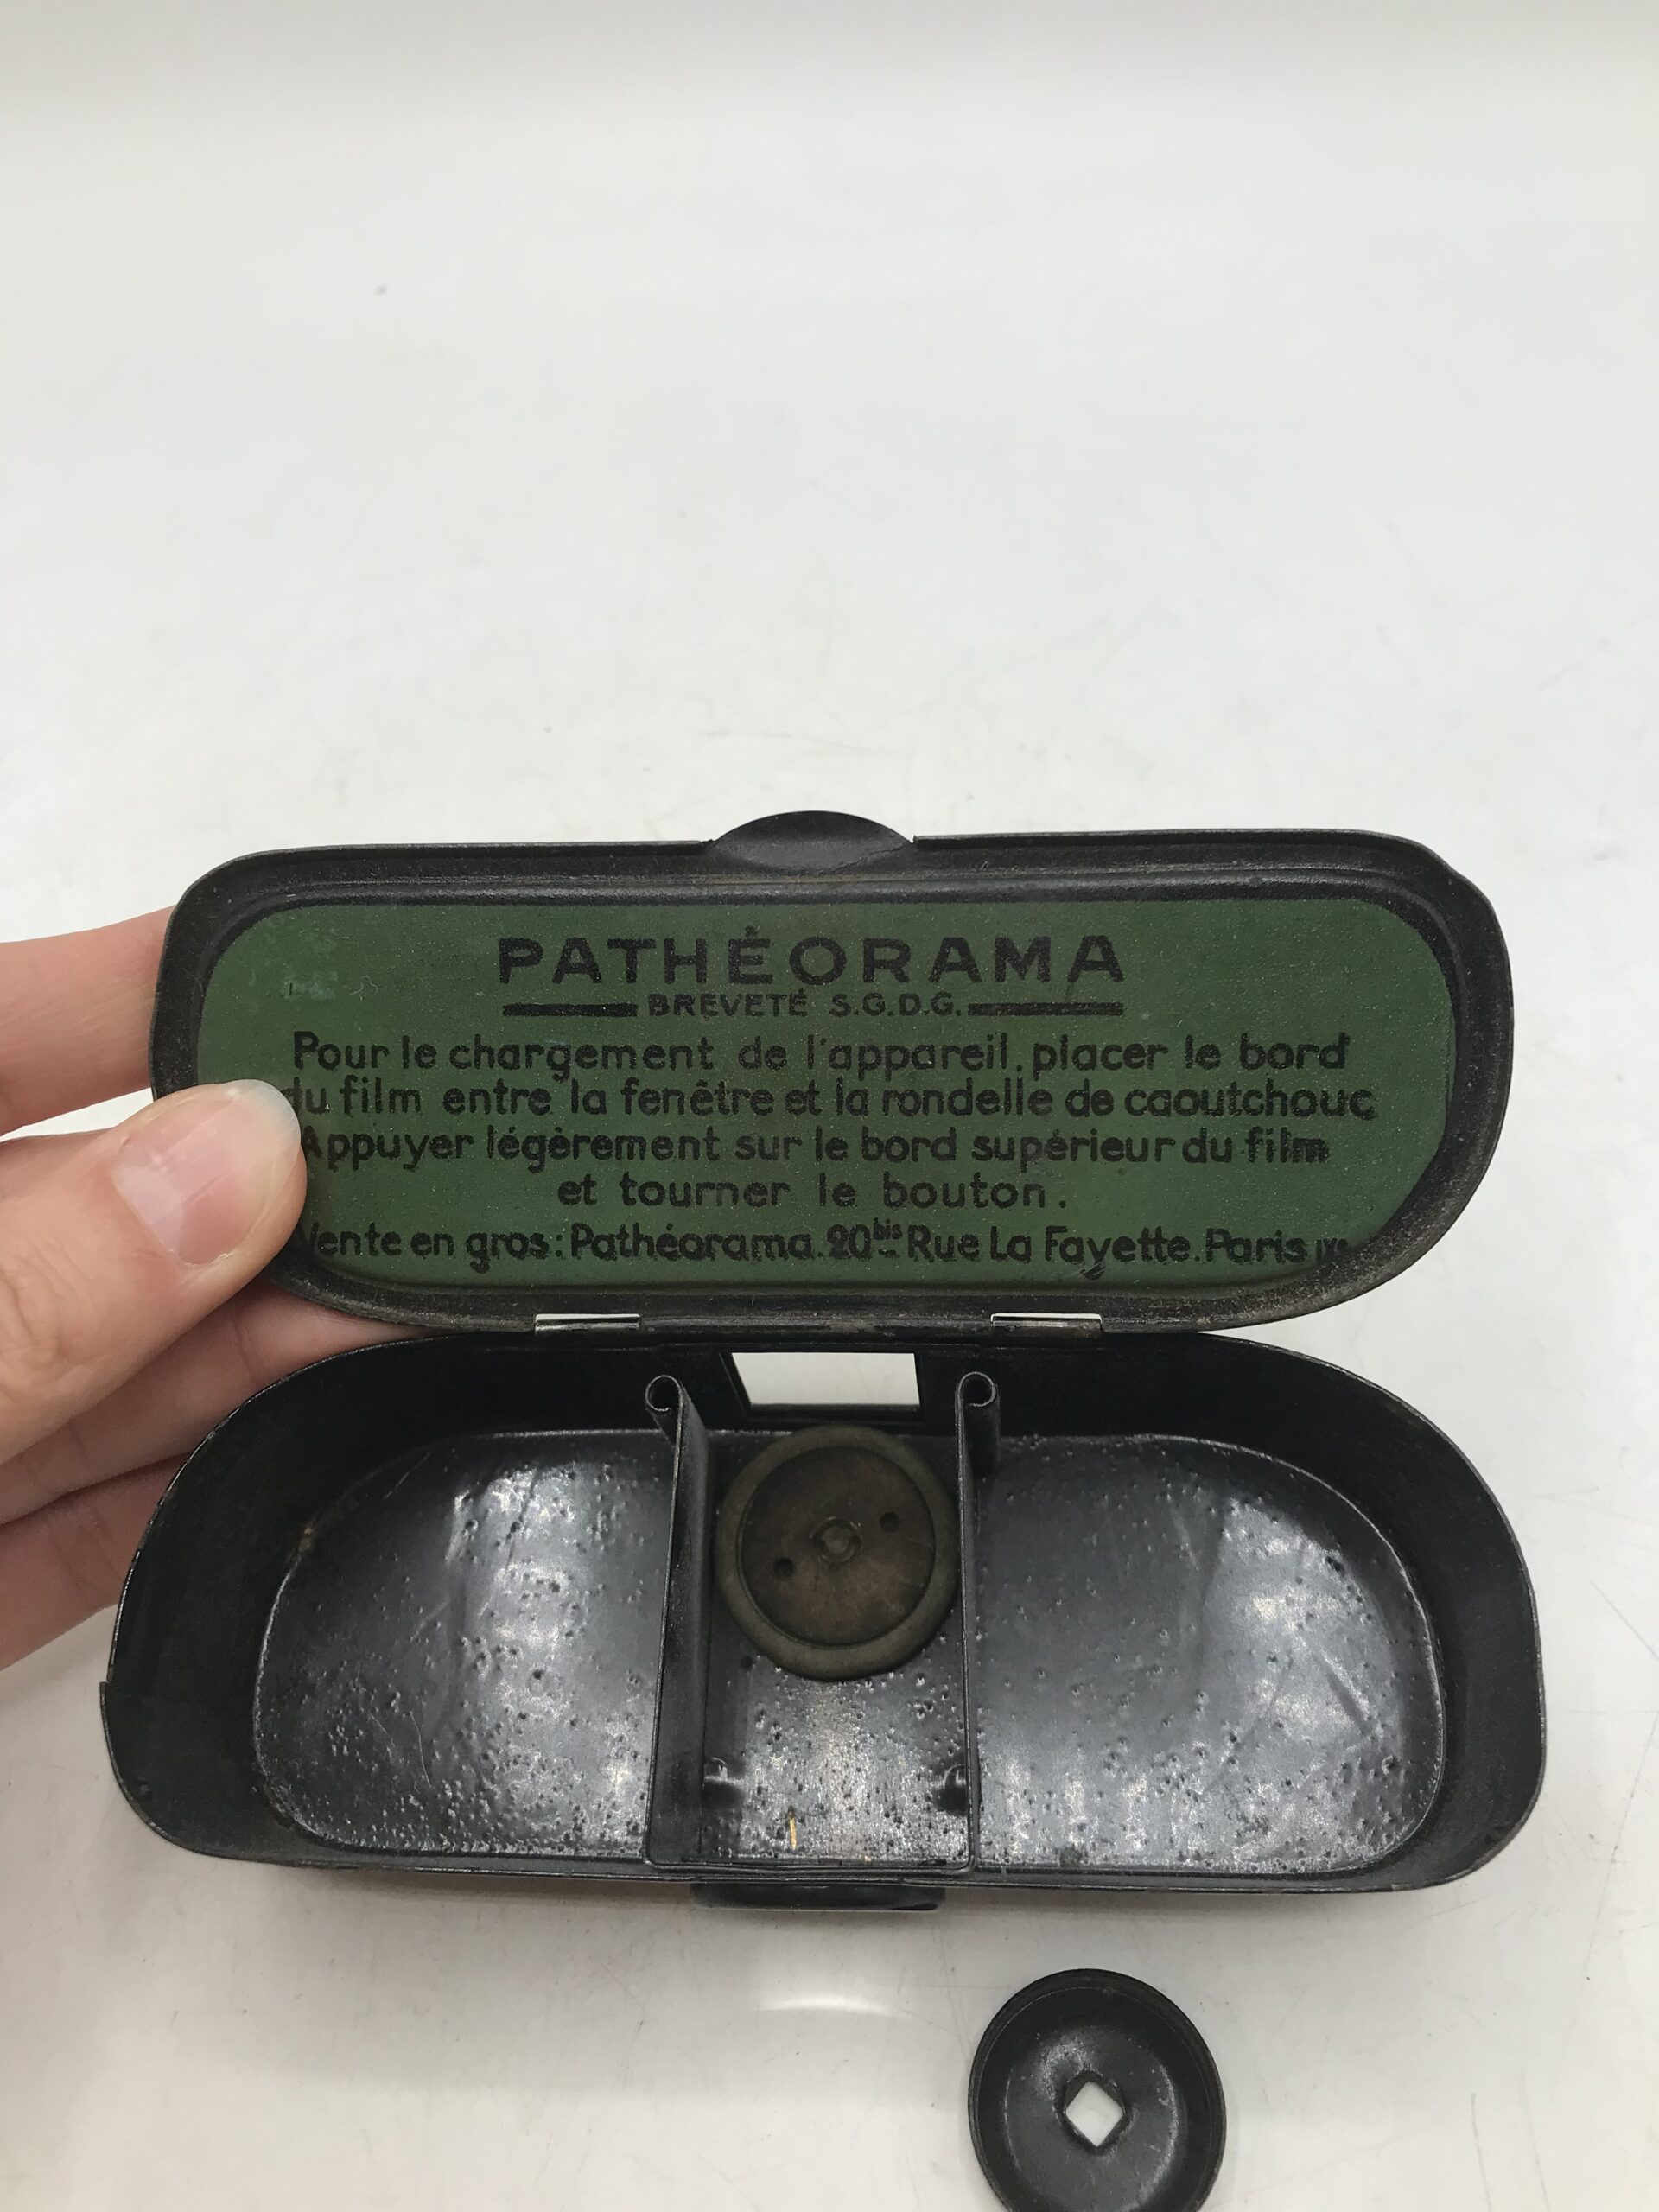 PATHÉORAMA
BREVETÉ S.G.D.G.
Pour le chargement de l'appareil, placer le bord
du film entre la fenêtre et la rondelle de caoutchouc
Appuyer légèrement sur le bord supérieur du film
et tourner le bouton.
Vente en gros: Pathéorama. 20bis Rue La Fayette. Paris IXe